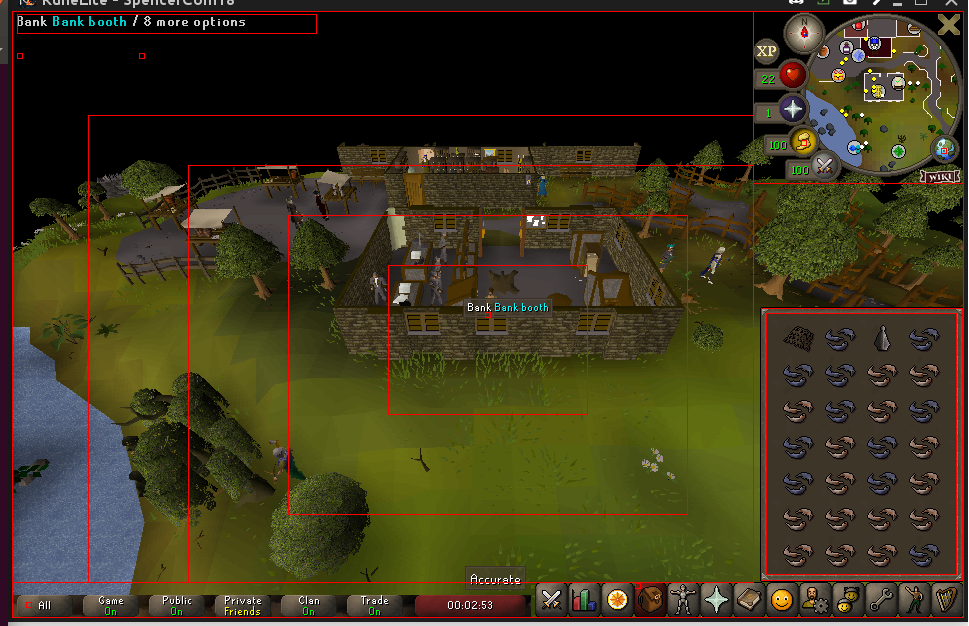 RuneLite - SpencerCom18
Bank Bank booth / 8 more options
N
XP
22
1
100
100
WIKI
Bank Bank booth
Accurate
All
Game
On
Public
On
Private
Friends
Clan
On
Trade
On
00:02:53